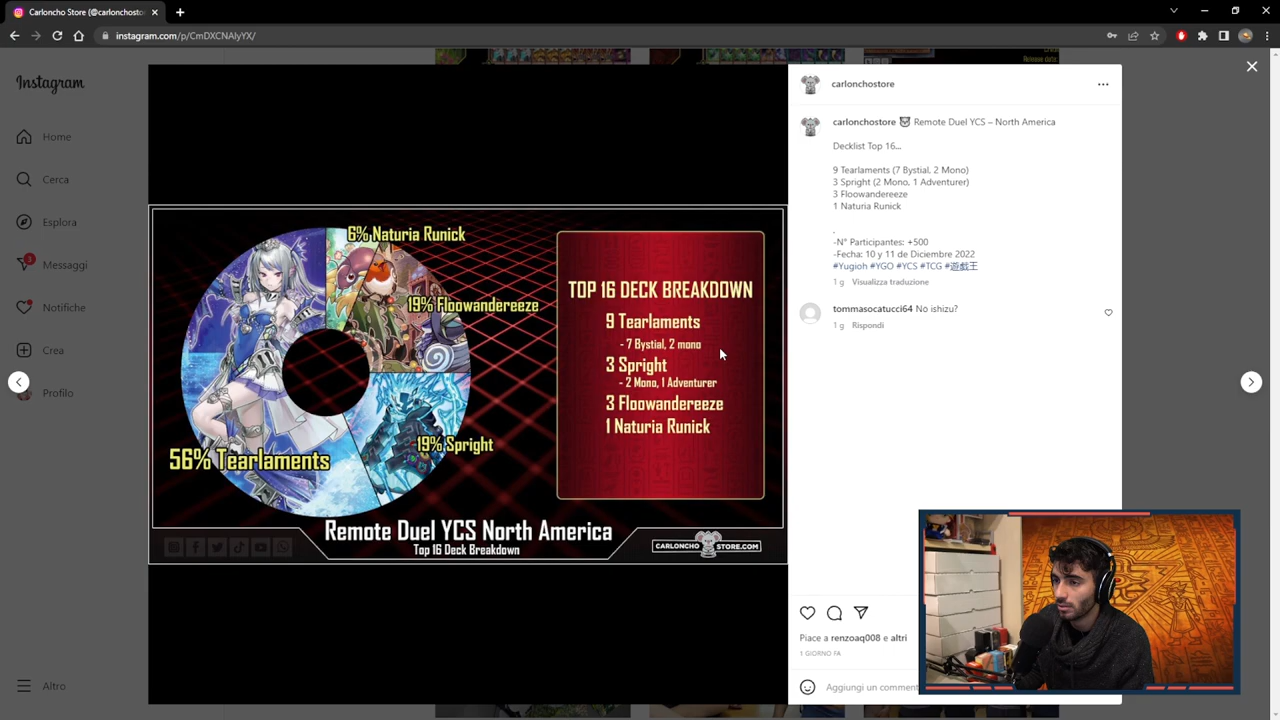 Carloncho Store (@carlonchost
instagram.com/p/CmDXCNAlyYX/
Release data:
Instagram
Home
Cerca
Esplora
3
Messaggi
Notifiche
Crea
Profilo
Altro
6% Naturia Runick
19% Floowandereeze
19% Spright
56% Tearlaments
TOP 16 DECK BREAKDOWN
9 Tearlaments
- 7 Bystial, 2 mono
3 Spright
- 2 Mono, 1 Adventurer
3 Floowandereeze
1 Naturia Runick
Remote Duel YCS North America
Top 16 Deck Breakdown
CARLONCHO STORE.COM
carlonchostore
carlonchostore Remote Duel YCS – North America
Decklist Top 16...
9 Tearlaments (7 Bystial, 2 Mono)
3 Spright (2 Mono, 1 Adventurer)
3 Floowandereeze
1 Naturia Runick
.
-N° Participantes: +500
-Fecha: 10 y 11 de Diciembre 2022
#Yugioh #YGO #YCS #TCG #遊戯王
1 g Visualizza traduzione
tommasocatucci64 No ishizu?
1 g Rispondi
Piace a renzoaq008 e altri
1 GIORNO FA
Aggiungi un comment